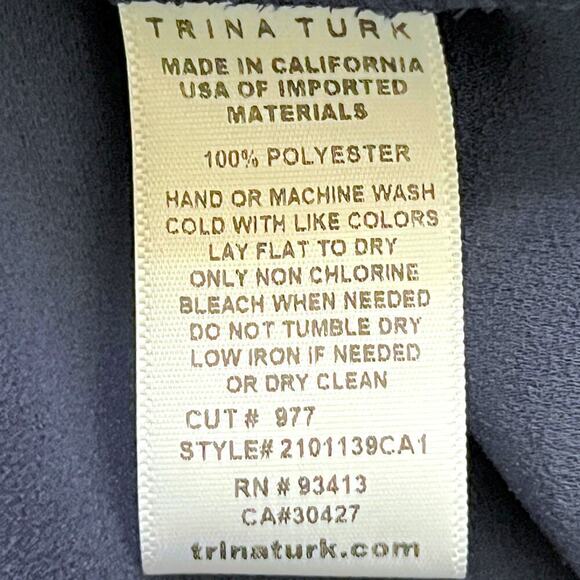 TRINA TURK
MADE IN CALIFORNIA
USA OF IMPORTED
MATERIALS
100% POLYESTER
HAND OR MACHINE WASH
COLD WITH LIKE COLORS
LAY FLAT TO DRY
ONLY NON CHLORINE
BLEACH WHEN NEEDED
DO NOT TUMBLE DRY
LOW IRON IF NEEDED
OR DRY CLEAN
CUT# 977
STYLE# 2101139CA1
RN # 93413
CA#30427
trinaturk.com